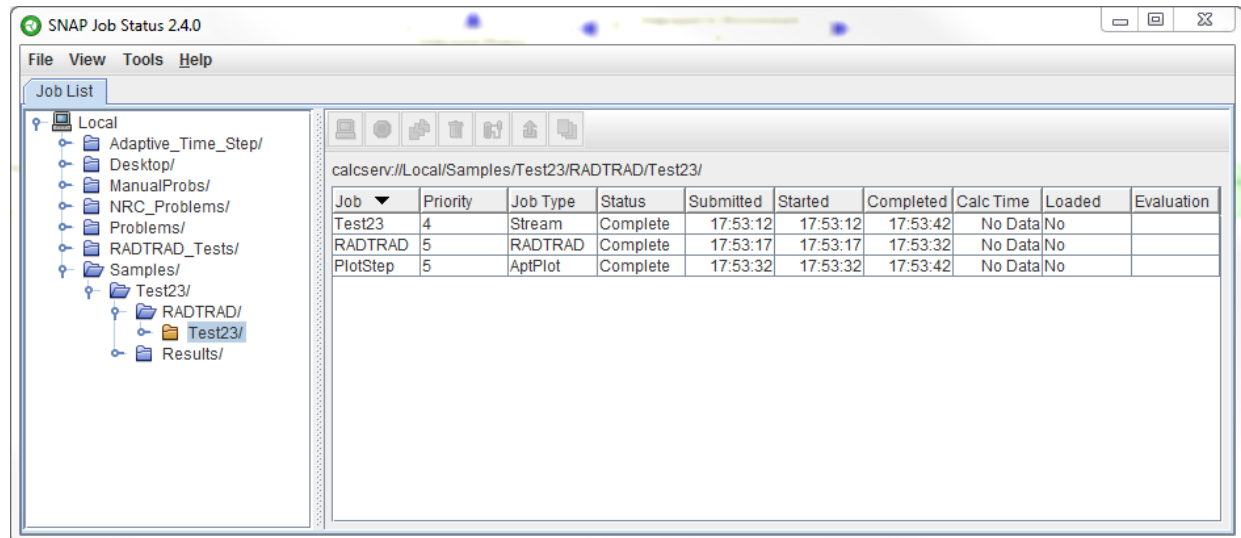 SNAP Job Status 2.4.0
File View Tools Help
Job List
Local
Adaptive_Time_Step/
Desktop/
ManualProbs/
NRC_Problems/
Problems/
RADTRAD_Tests/
Samples/
Test23/
RADTRAD/
Test23/
Results/
calcserv://Local/Samples/Test23/RADTRAD/Test23/
Job Priority Job Type Status Submitted Started Completed Calc Time Loaded Evaluation
Test23 4 Stream Complete 17:53:12 17:53:12 17:53:42 No Data No
RADTRAD 5 RADTRAD Complete 17:53:17 17:53:17 17:53:32 No Data No
PlotStep 5 AptPlot Complete 17:53:32 17:53:32 17:53:42 No Data No